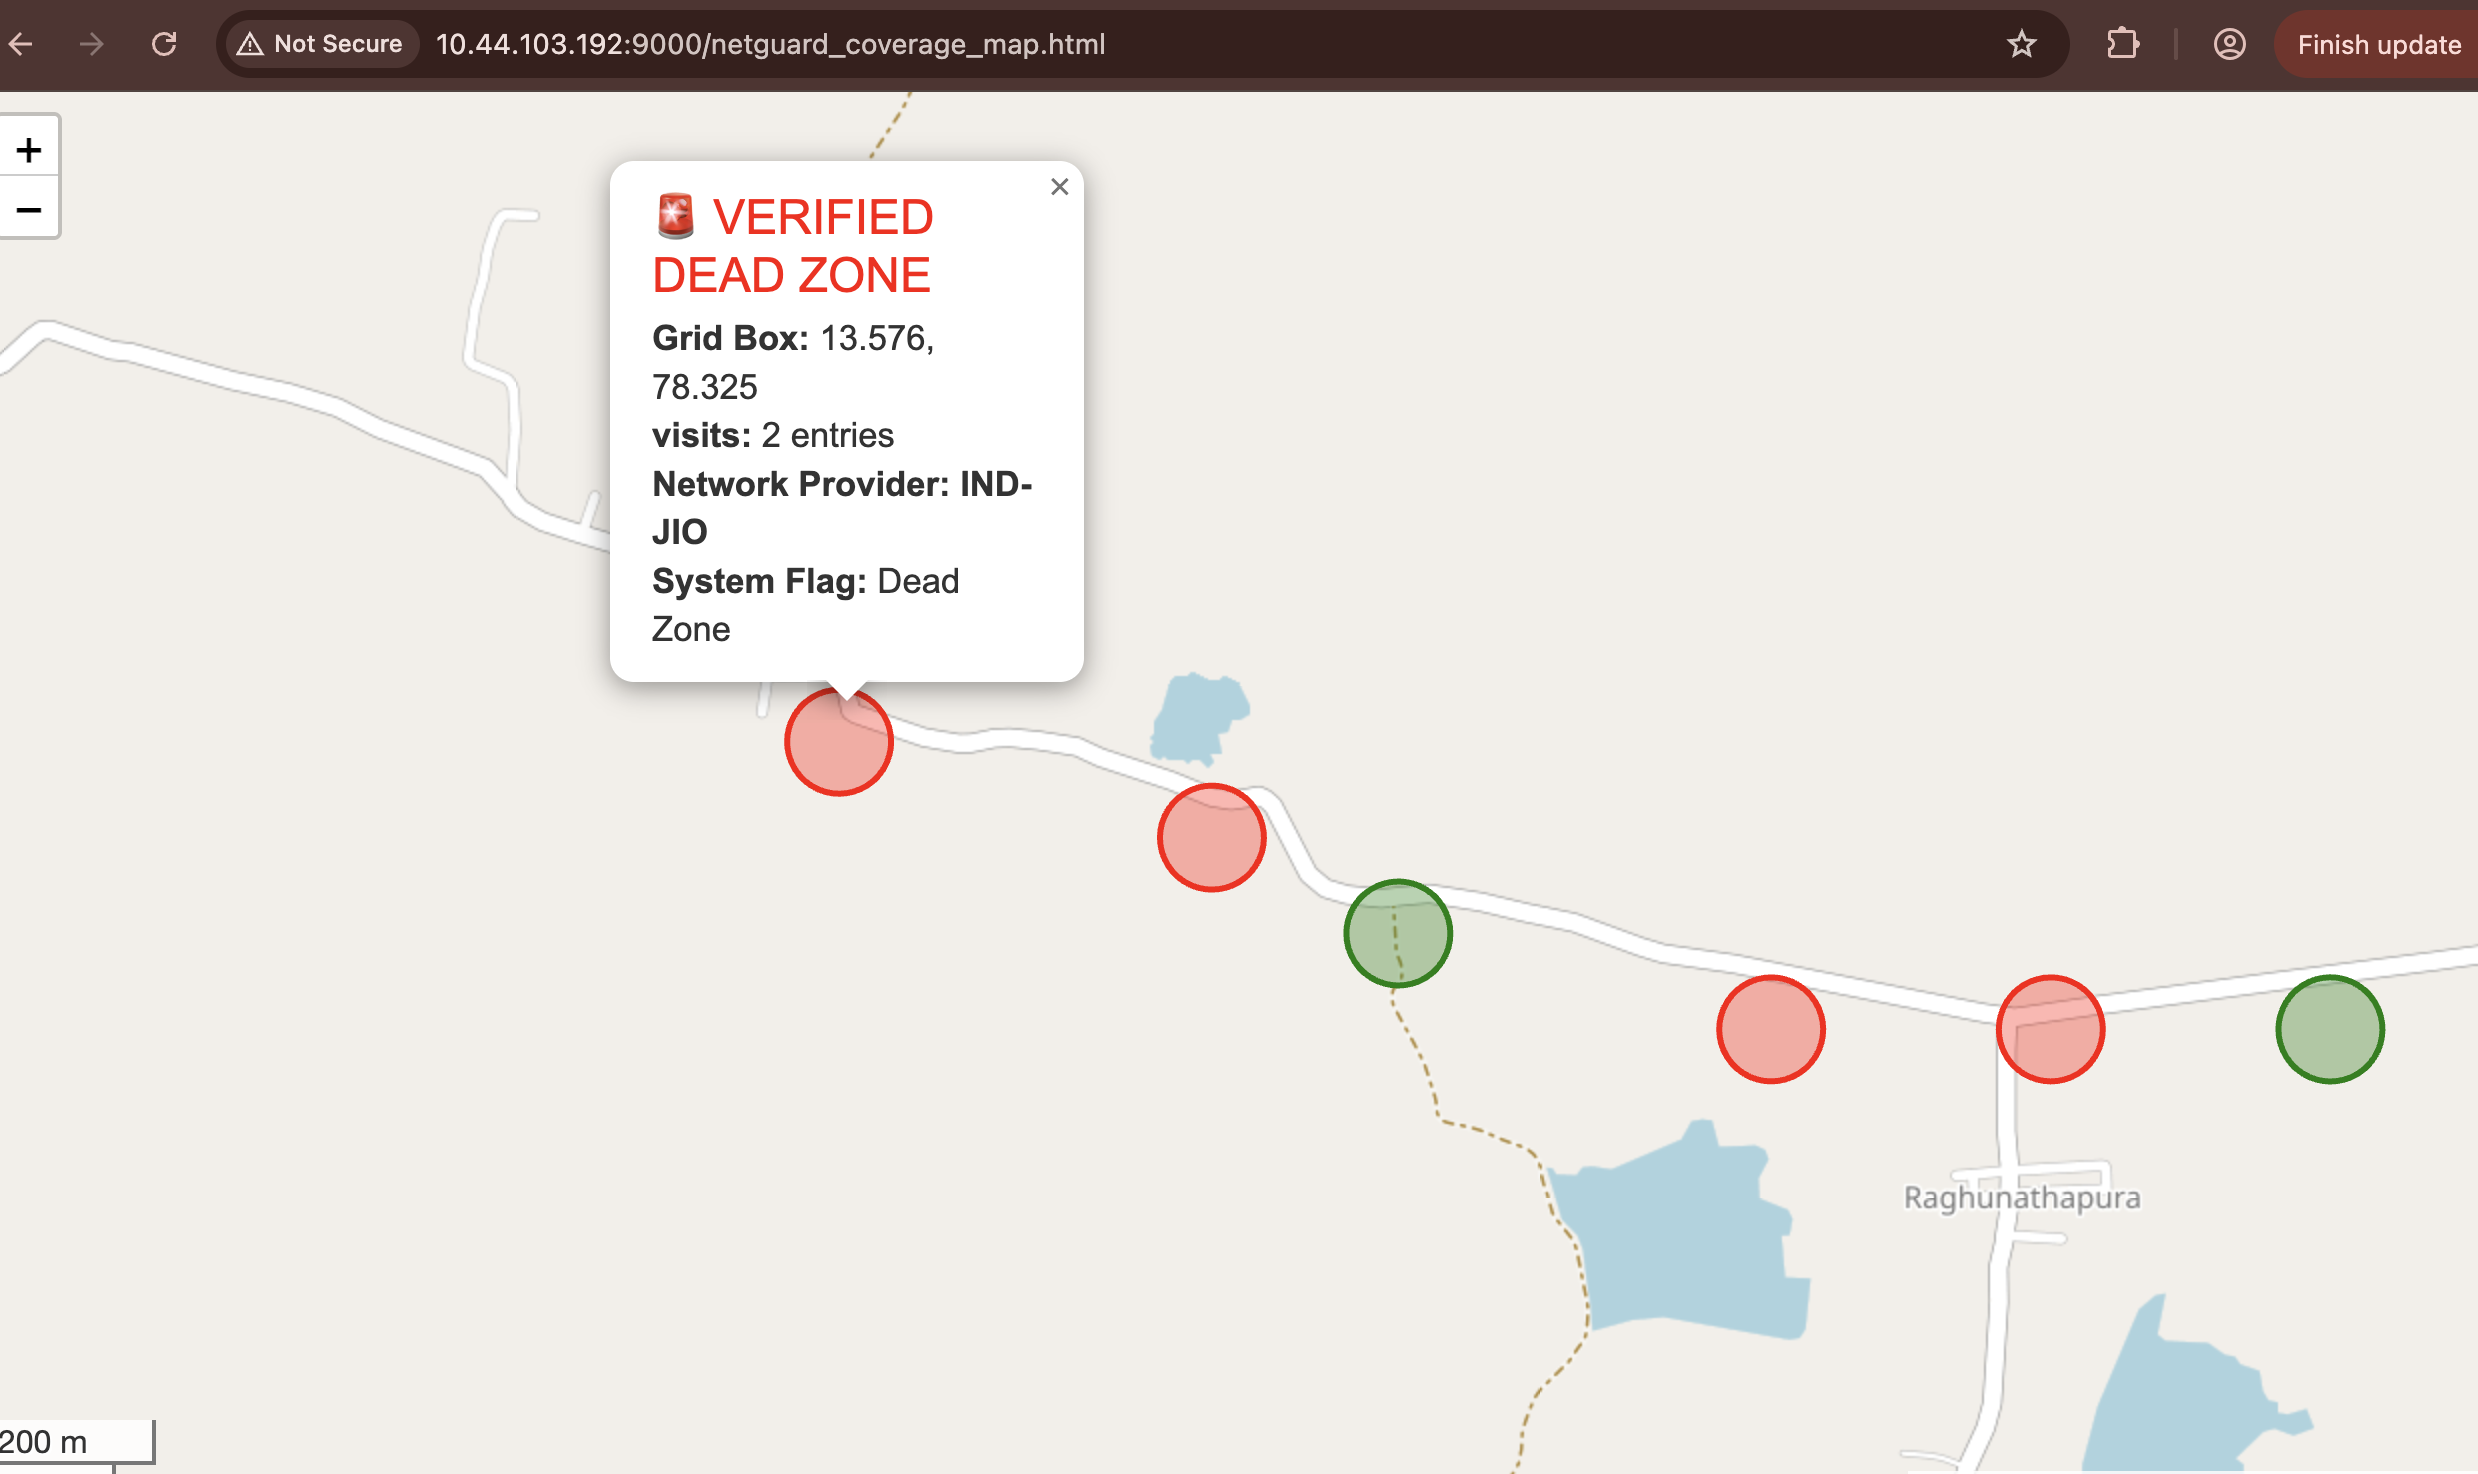 Not Secure 10.44.103.192:9000/netguard_coverage_map.html Finish update
+
−
🚨 VERIFIED
DEAD ZONE
×
Grid Box: 13.576,
78.325
visits: 2 entries
Network Provider: IND-
JIO
System Flag: Dead
Zone
Raghunathapura
200 m